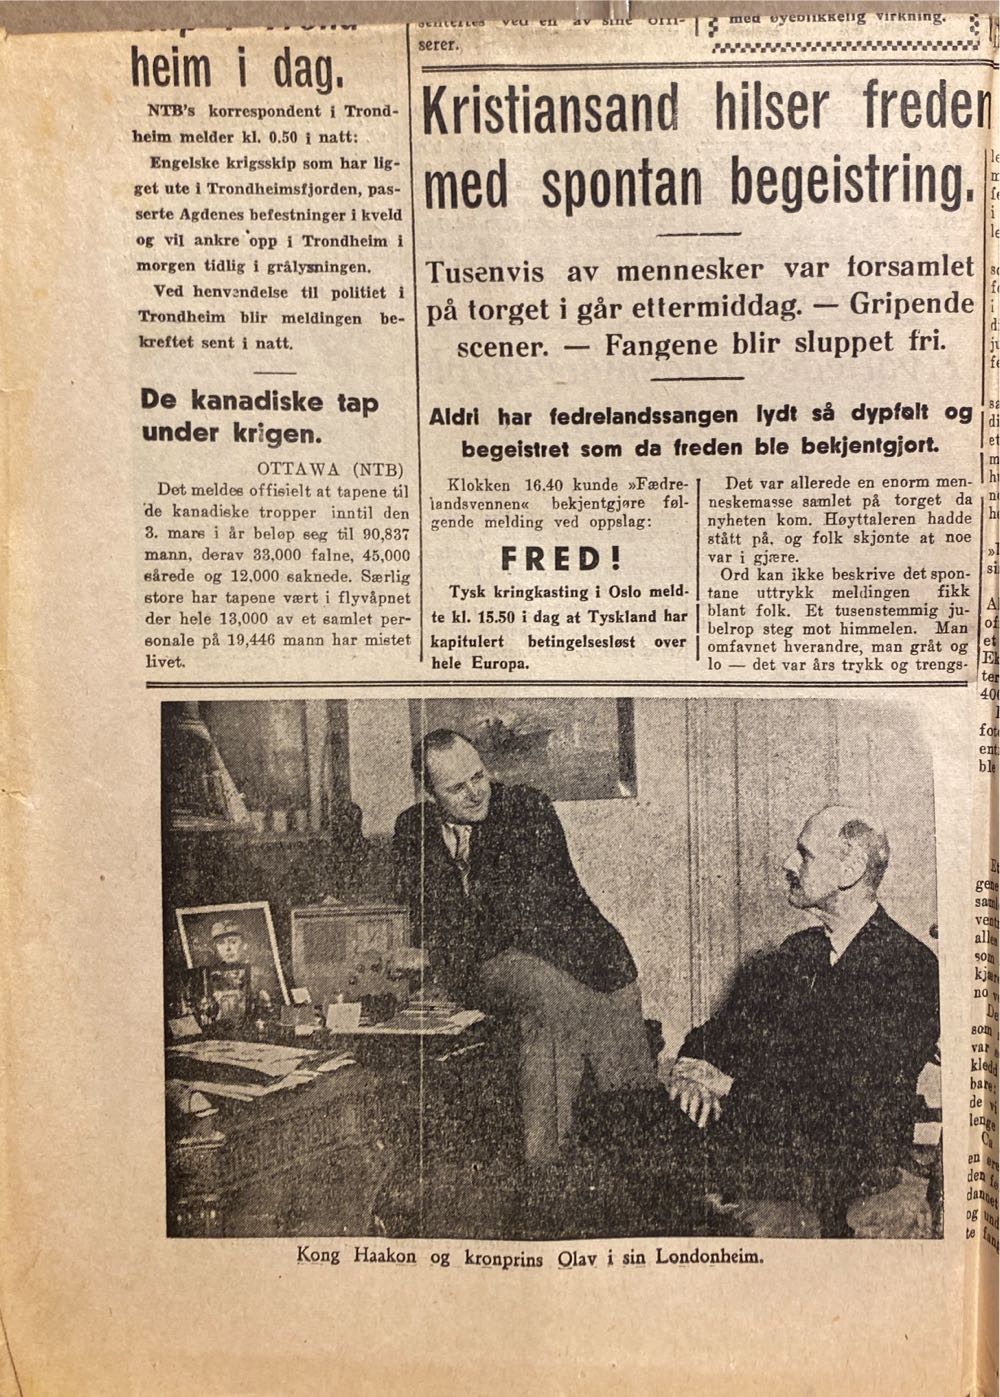 heim i dag.
NTB's korrespondent i Trond-
heim melder kl. 0.50 i natt:
Engelske krigsskip som har lig-
get ute i Trondheimsfjorden, pas-
serte Agdenes befestninger i kveld
og vil ankre opp i Trondheim i
morgen tidlig i grålysningen.
Ved henvendelse til politiet i
Trondheim blir meldingen be-
kreftet sent i natt.
De kanadiske tap
under krigen.
OTTAWA (NTB)
Det meldes offisielt at tapene til
de kanadiske tropper inntil den
3. mars i år beløp seg til 90,837
mann, derav 33,000 falne, 45,000
sårede og 12,000 saknede. Særlig
store har tapene vært i flyvåpnet
der hele 13,000 av et samlet per-
sonale på 19,446 mann har mistet
livet.
serer.
med øyeblikkelig virkning.
Kristiansand hilser freden
med spontan begeistring.
Tusenvis av mennesker var forsamlet
på torget i går ettermiddag. — Gripende
scener. — Fangene blir sluppet fri.
Aldri har fedrelandssangen lydt så dypfølt og
begeistret som da freden ble bekjentgjort.
Klokken 16.40 kunde »Fædre-
landsvennen« bekjentgjøre føl-
gende melding ved oppslag:
FRED!
Tysk kringkasting i Oslo meld-
te kl. 15.50 i dag at Tyskland har
kapitulert betingelsesløst over
hele Europa.
Det var allerede en enorm men-
neskemasse samlet på torget da
nyheten kom. Høyttaleren hadde
stått på, og folk skjønte at noe
var i gjære.
Ord kan ikke beskrive det spon-
tane uttrykk meldingen fikk
blant folk. Et tusenstemmig ju-
belrop steg mot himmelen. Man
omfavnet hverandre, man gråt og
lo — det var års trykk og trengs-
Kong Haakon og kronprins Olav i sin Londonheim.